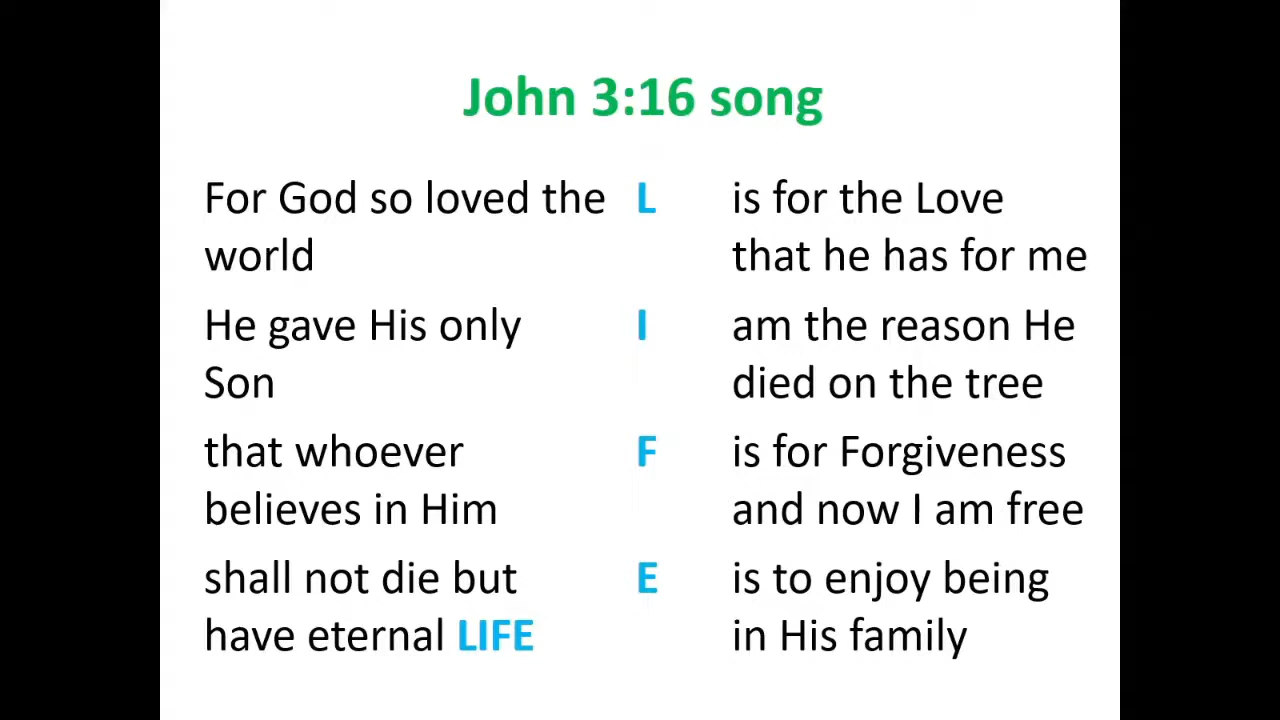 John 3:16 song
For God so loved the
world
He gave His only
Son
that whoever
believes in Him
shall not die but
have eternal LIFE
L is for the Love
that he has for me
I am the reason He
died on the tree
F is for Forgiveness
and now I am free
E is to enjoy being
in His family